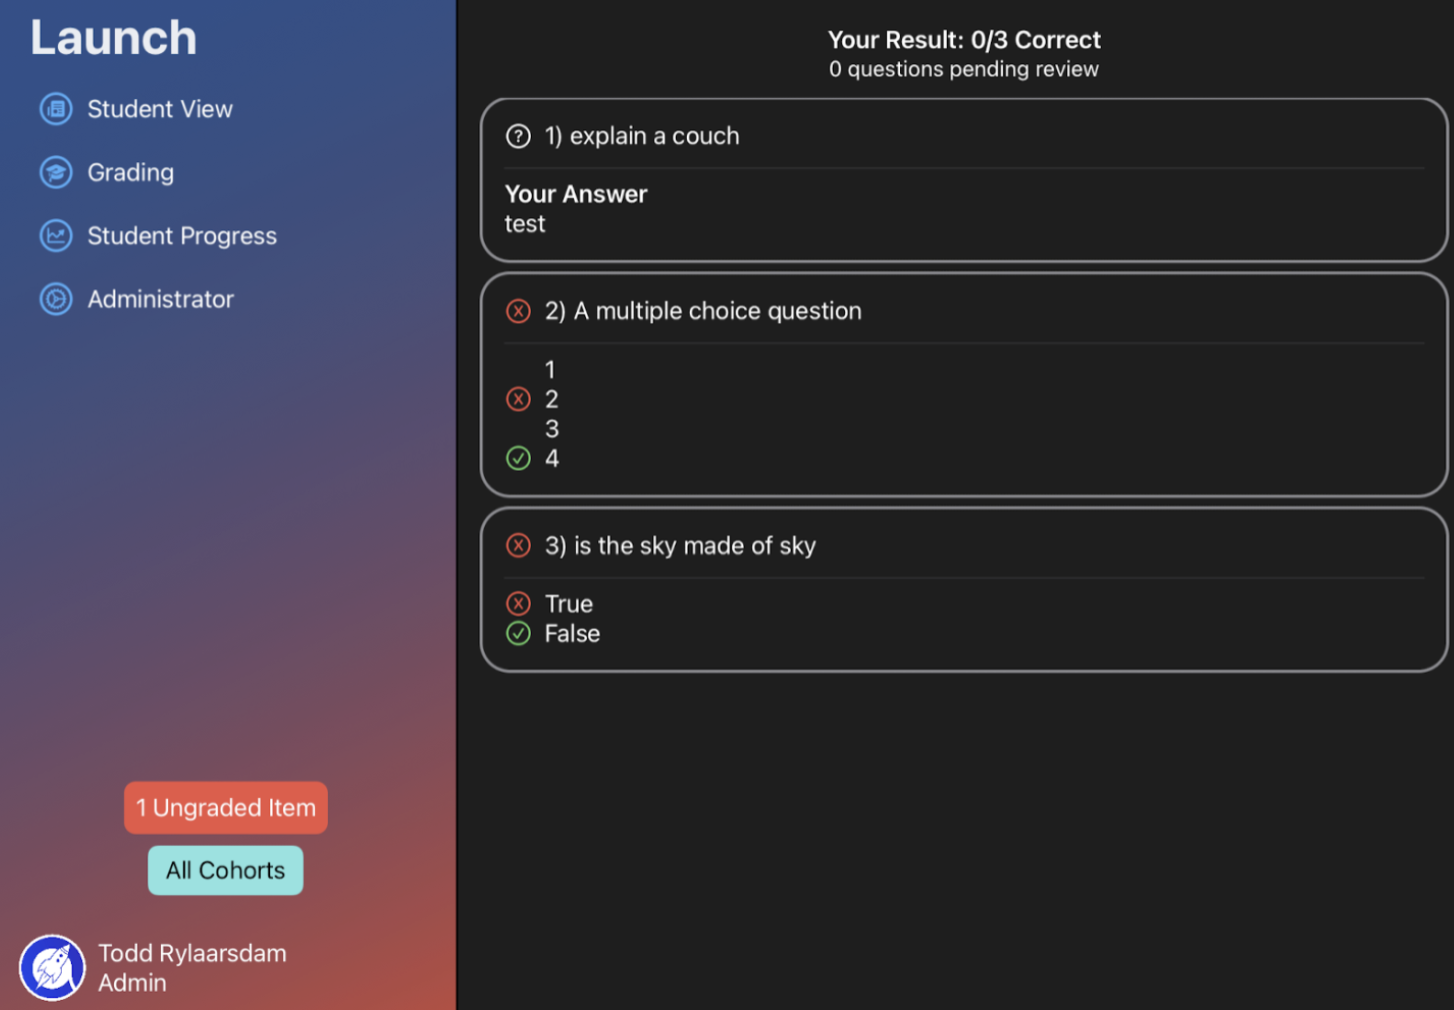 Launch
Student View
Grading
Student Progress
Administrator
1 Ungraded Item
All Cohorts
Todd Rylaarsdam
Admin
Your Result: 0/3 Correct
0 questions pending review
1) explain a couch
Your Answer
test
2) A multiple choice question
1
2
3
4
3) is the sky made of sky
True
False